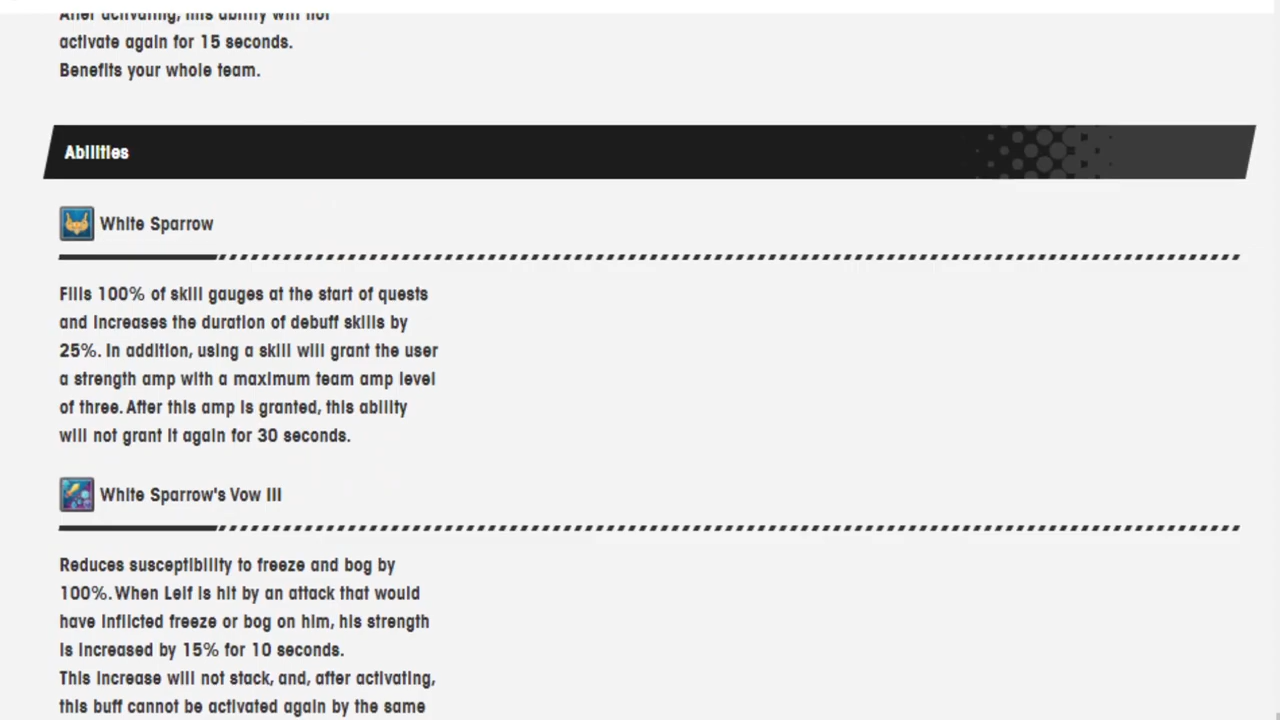 After activating, this ability will not
activate again for 15 seconds.
Benefits your whole team.
Abilities
White Sparrow
Fills 100% of skill gauges at the start of quests
and increases the duration of debuff skills by
25%. In addition, using a skill will grant the user
a strength amp with a maximum team amp level
of three. After this amp is granted, this ability
will not grant it again for 30 seconds.
White Sparrow's Vow III
Reduces susceptibility to freeze and bog by
100%. When Leif is hit by an attack that would
have inflicted freeze or bog on him, his strength
is increased by 15% for 10 seconds.
This increase will not stack, and, after activating,
this buff cannot be activated again by the same